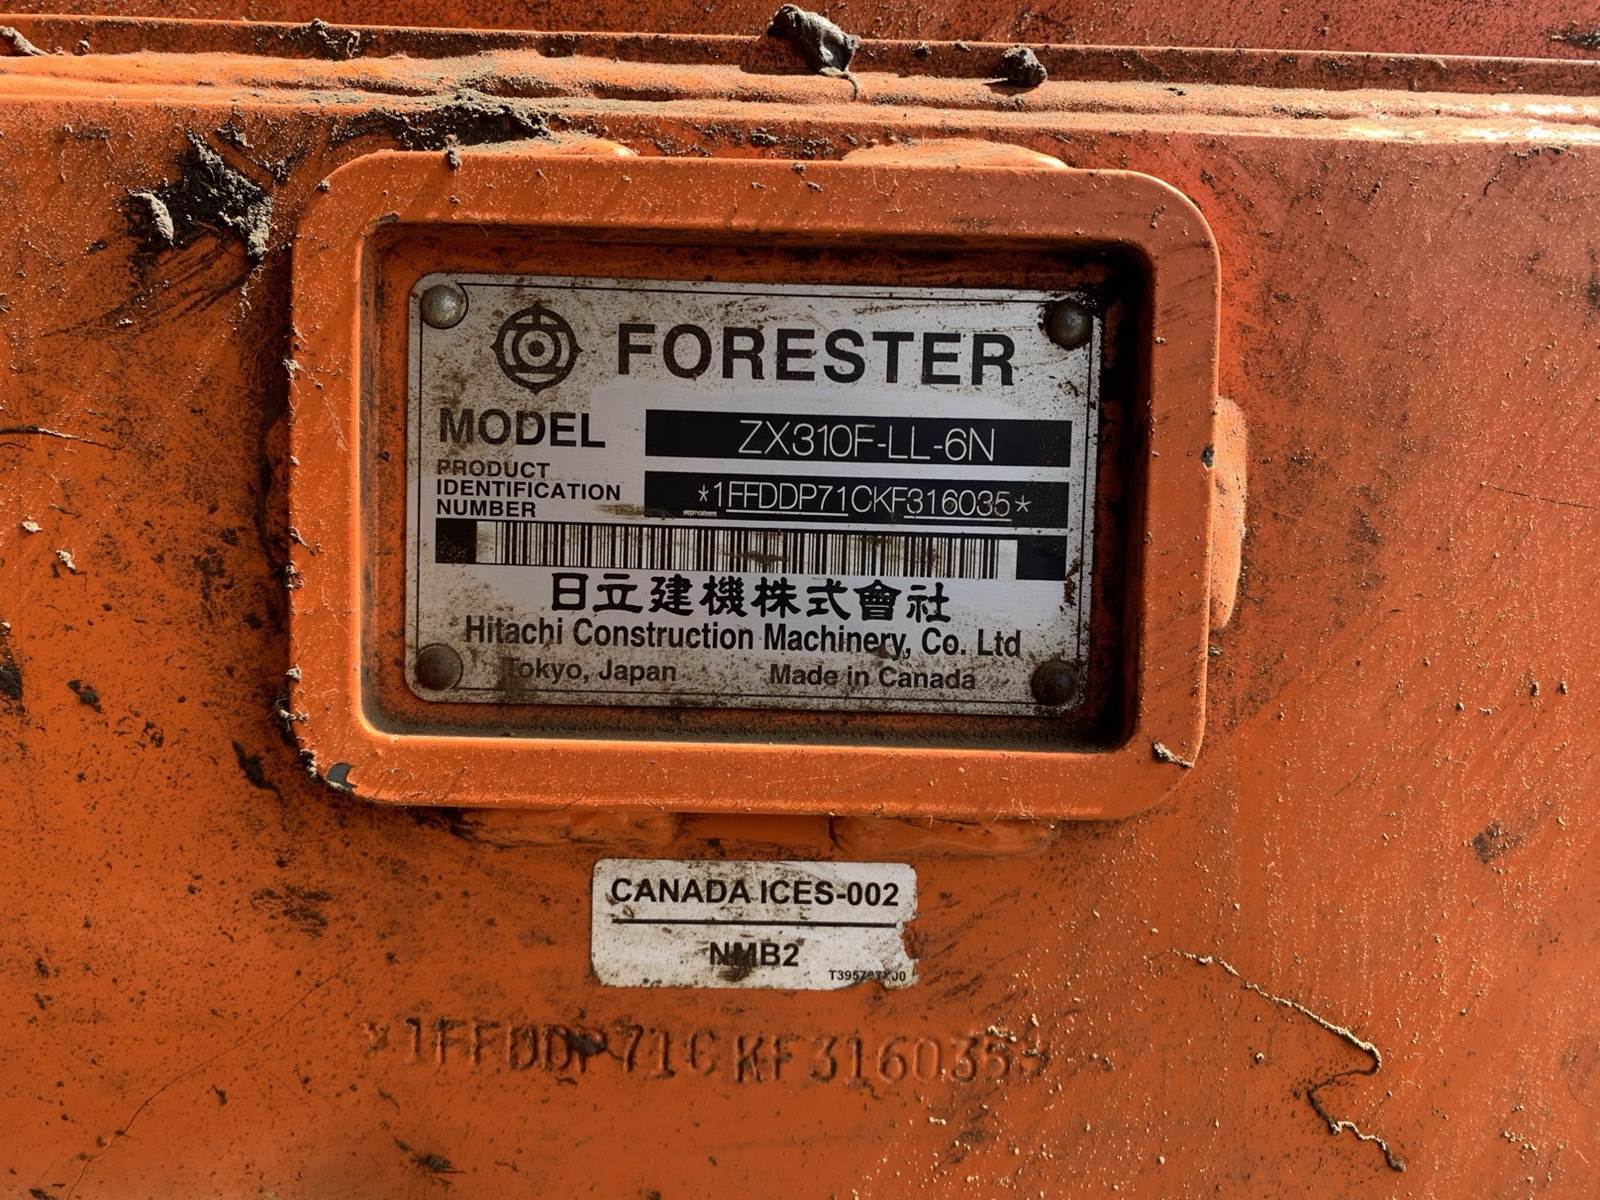 FORESTER
MODEL ZX310F-LL-6N
PRODUCT
IDENTIFICATION
NUMBER
*1FFDDP71CKF316035*
日立建機株式會社
Hitachi Construction Machinery, Co. Ltd
Tokyo, Japan Made in Canada
CANADA ICES-002
NMB2
*1FFDDP71CKF316035*